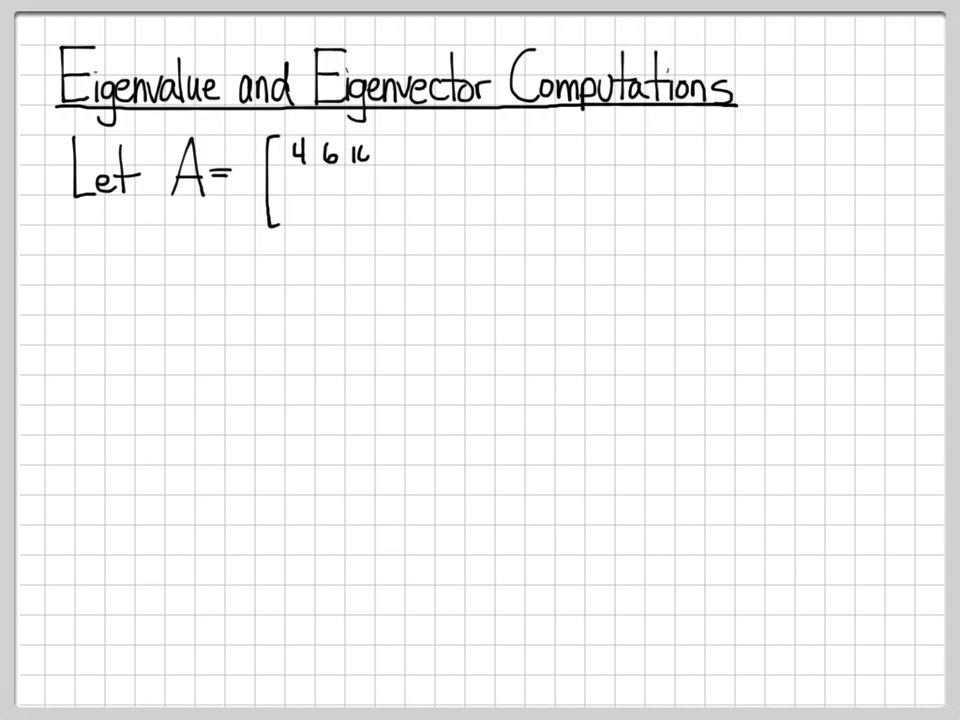 Eigenvalue and Eigenvector Computations
Let A= [ 4 6